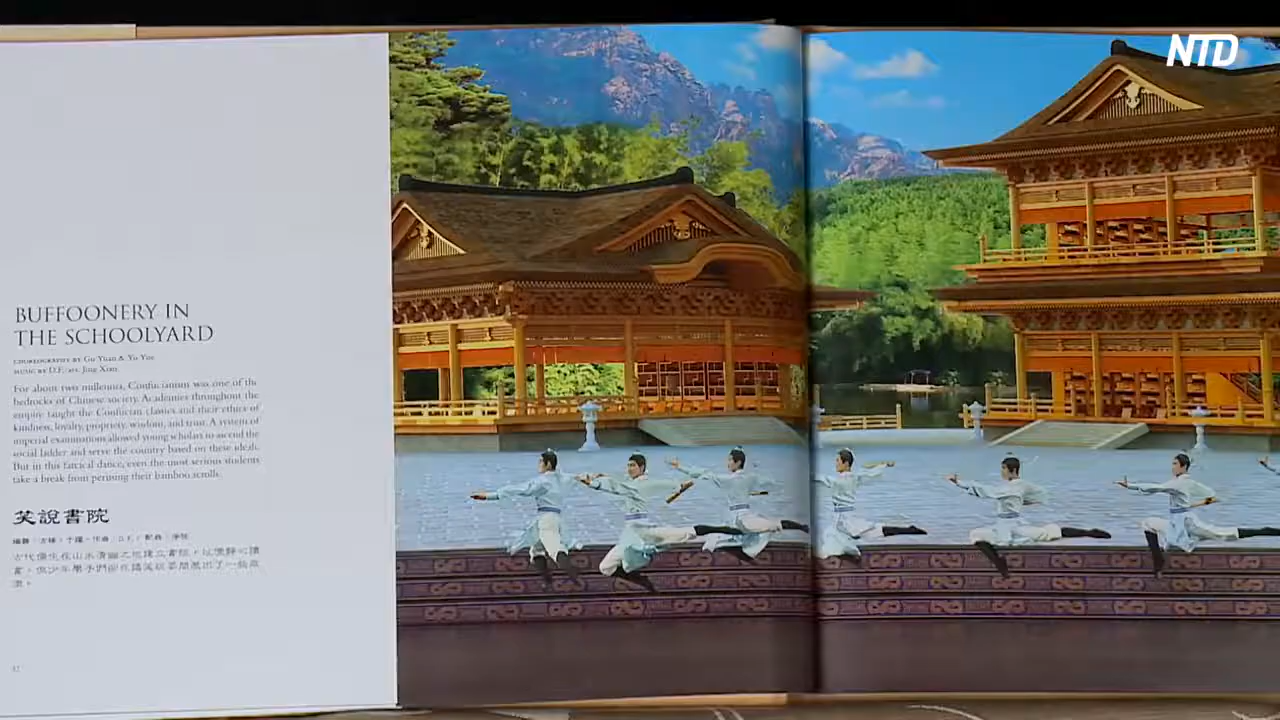 NTD
BUFFOONERY IN
THE SCHOOLYARD
CHOREOGRAPHY BY Gu Yuan & Yu Yue
MUSIC BY D.F.; arr. Jing Xian
For about two millennia, Confucianism was one of the
bedrocks of Chinese society. Academies throughout the
empire taught the Confucian classics and their ethics of
kindness, loyalty, propriety, wisdom, and trust. A system of
imperial examinations allowed young scholars to ascend the
social ladder and serve the country based on these ideals.
But in this farcical dance, even the most serious students
take a break from perusing their bamboo scrolls.
笑說書院